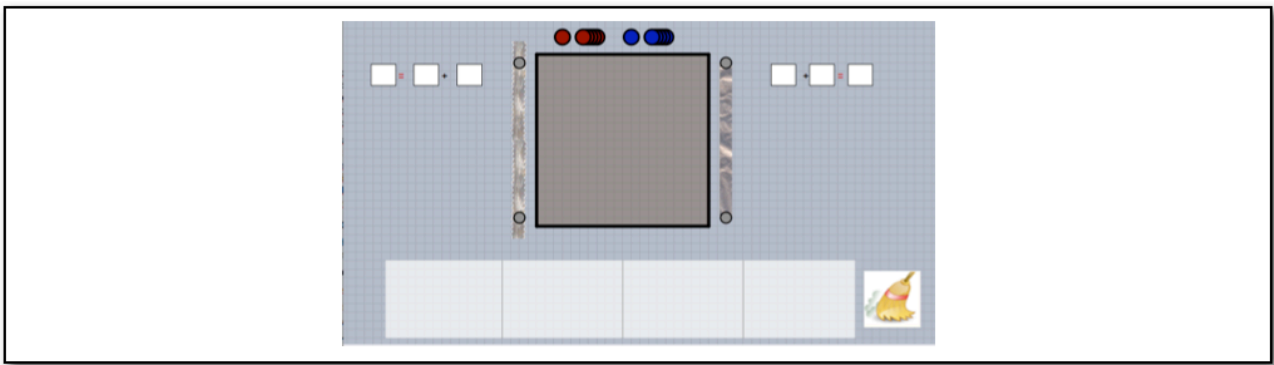 = +
+ =